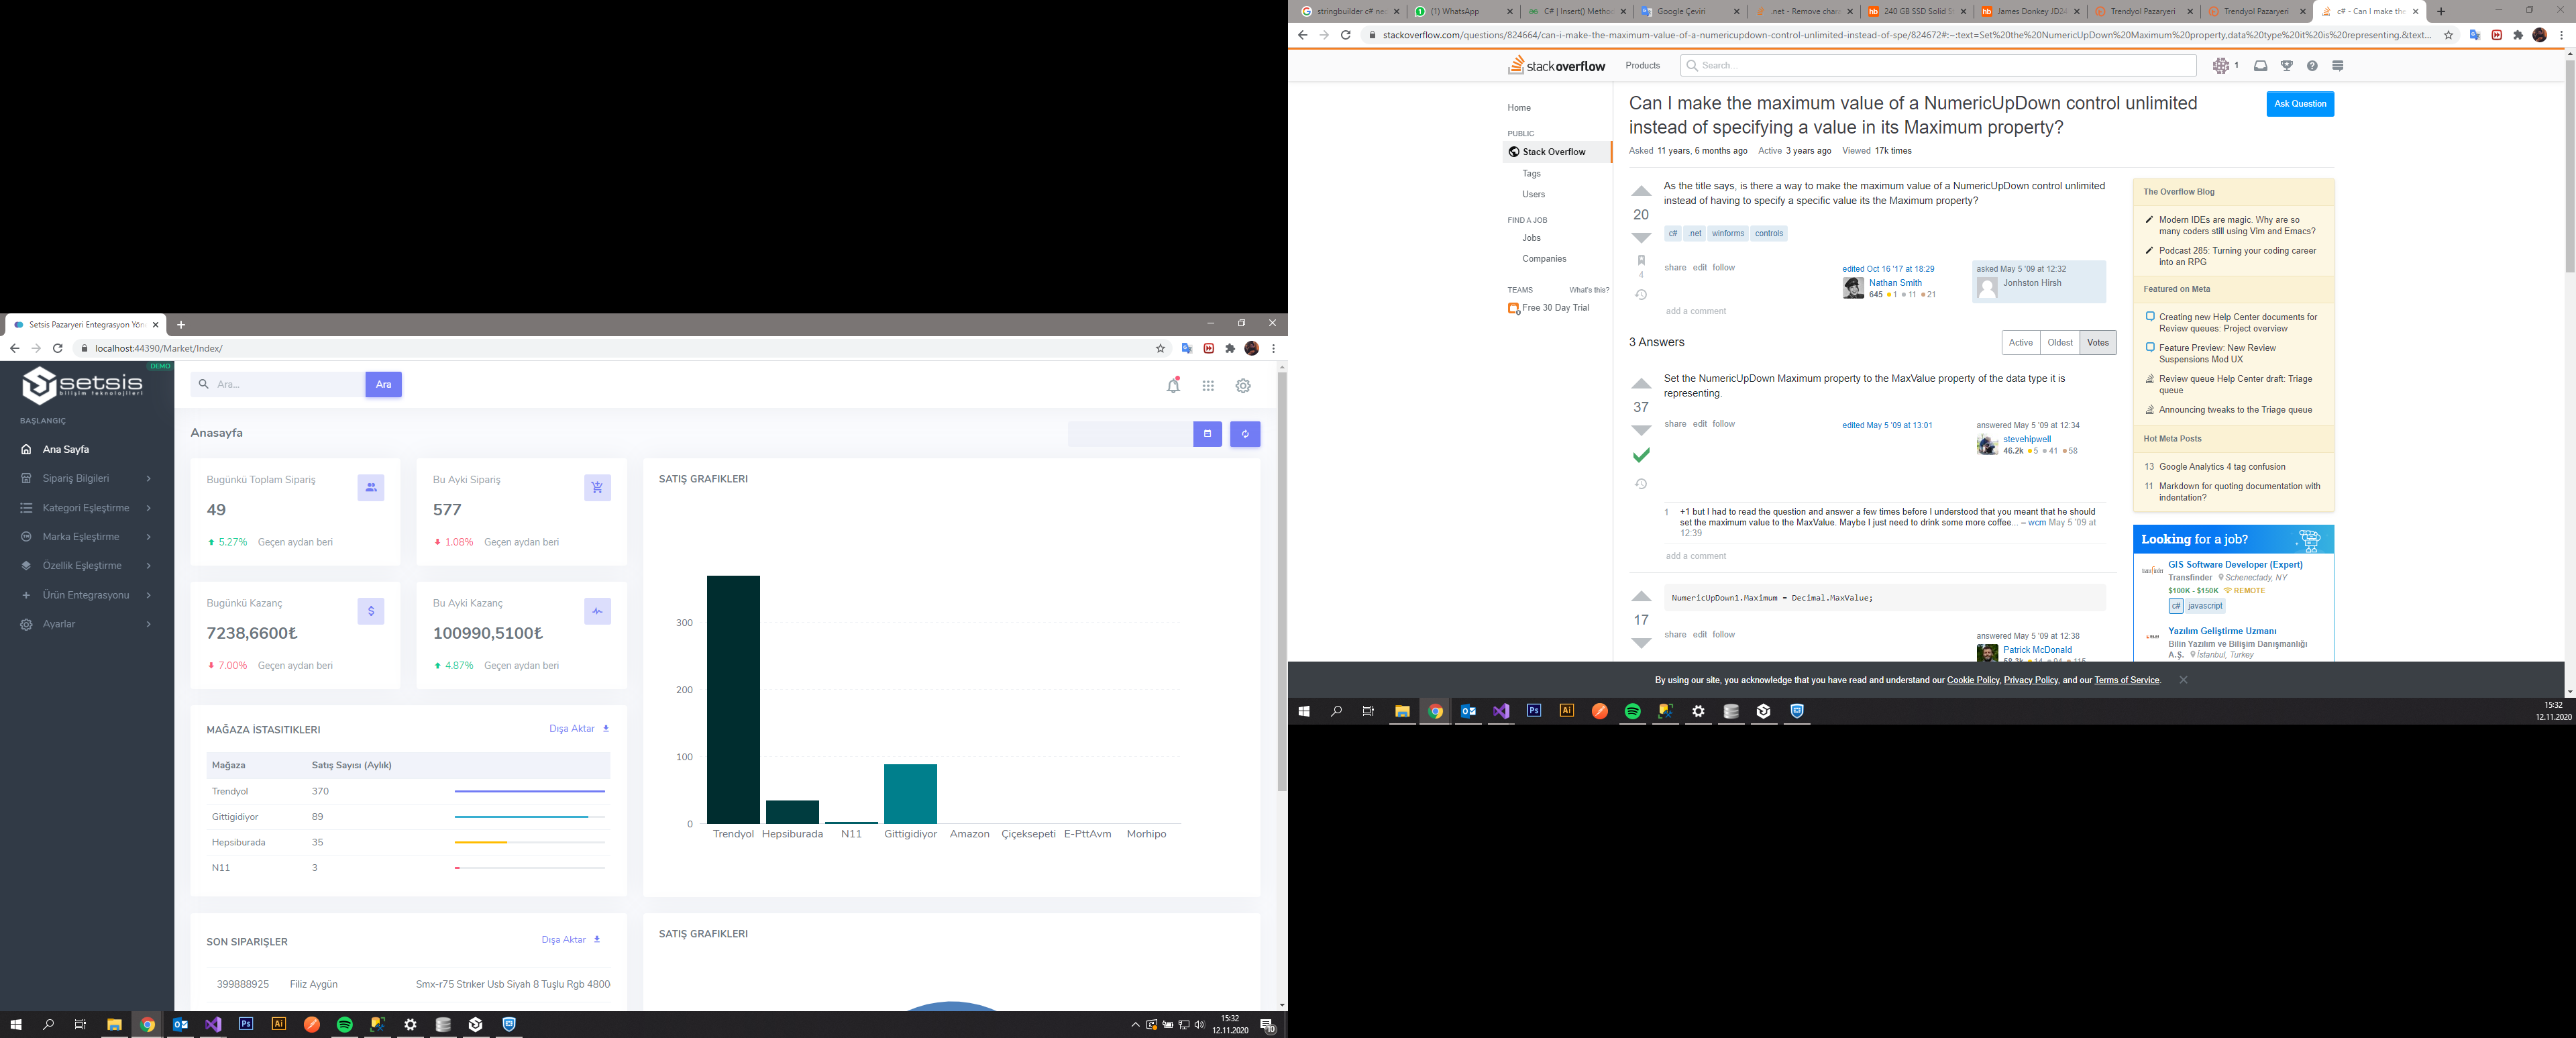 Setsis Pazaryeri Entegrasyon Yön
localhost:44390/Market/Index/
setsis
bilişim teknolojileri
DEMO
BAŞLANGIÇ
Ana Sayfa
Sipariş Bilgileri
Kategori Eşleştirme
Marka Eşleştirme
Özellik Eşleştirme
Ürün Entegrasyonu
Ayarlar
Ara...
Ara
Anasayfa
Bugünkü Toplam Sipariş
49
5.27% Geçen aydan beri
Bu Ayki Sipariş
577
1.08% Geçen aydan beri
Bugünkü Kazanç
7238,6600₺
7.00% Geçen aydan beri
Bu Ayki Kazanç
100990,5100₺
4.87% Geçen aydan beri
MAĞAZA İSTASITIKLERI
Dışa Aktar
Mağaza Satış Sayısı (Aylık)
Trendyol 370
Gittigidiyor 89
Hepsiburada 35
N11 3
SON SIPARIŞLER
Dışa Aktar
399888925 Filiz Aygün Smx-r75 Strıker Usb Siyah 8 Tuşlu Rgb 4800
SATIŞ GRAFIKLERI
300
200
100
0
Trendyol Hepsiburada N11 Gittigidiyor Amazon Çiçeksepeti E-PttAvm Morhipo
SATIŞ GRAFIKLERI
15:32
12.11.2020
10
stringbuilder c# ne
(1) WhatsApp
C# | Insert() Metho
Google Çeviri
.net - Remove char
240 GB SSD Solid S
James Donkey JD24
Trendyol Pazaryeri
Trendyol Pazaryeri
c# - Can I make the
stackoverflow.com/questions/824664/can-i-make-the-maximum-value-of-a-numericupdown-control-unlimited-instead-of-spe/824672#:~:text=Set%20the%20NumericUpDown%20Maximum%20property,data%20type%20it%20is%20representing.&text...
stack overflow
Products
Search...
1
Home
PUBLIC
Stack Overflow
Tags
Users
FIND A JOB
Jobs
Companies
TEAMS What's this?
Free 30 Day Trial
Can I make the maximum value of a NumericUpDown control unlimited
instead of specifying a value in its Maximum property?
Ask Question
Asked 11 years, 6 months ago Active 3 years ago Viewed 17k times
20
As the title says, is there a way to make the maximum value of a NumericUpDown control unlimited
instead of having to specify a specific value its the Maximum property?
c# .net winforms controls
4
share edit follow
edited Oct 16 '17 at 18:29
Nathan Smith
645 1 11 21
asked May 5 '09 at 12:32
Jonhston Hirsh
add a comment
3 Answers
Active Oldest Votes
37
Set the NumericUpDown Maximum property to the MaxValue property of the data type it is
representing.
share edit follow
edited May 5 '09 at 13:01
answered May 5 '09 at 12:34
stevehipwell
46.2k 5 41 58
1 +1 but I had to read the question and answer a few times before I understood that you meant that he should
set the maximum value to the MaxValue. Maybe I just need to drink some more coffee... – wcm May 5 '09 at
12:39
add a comment
17
NumericUpDown1.Maximum = Decimal.MaxValue;
share edit follow
answered May 5 '09 at 12:38
Patrick McDonald
The Overflow Blog
Modern IDEs are magic. Why are so
many coders still using Vim and Emacs?
Podcast 285: Turning your coding career
into an RPG
Featured on Meta
Creating new Help Center documents for
Review queues: Project overview
Feature Preview: New Review
Suspensions Mod UX
Review queue Help Center draft: Triage
queue
Announcing tweaks to the Triage queue
Hot Meta Posts
13 Google Analytics 4 tag confusion
11 Markdown for quoting documentation with
indentation?
Looking for a job?
GIS Software Developer (Expert)
Transfinder Schenectady, NY
$100K - $150K REMOTE
c# javascript
Yazılım Geliştirme Uzmanı
Bilin Yazılım ve Bilişim Danışmanlığı
A.Ş. İstanbul, Turkey
By using our site, you acknowledge that you have read and understand our Cookie Policy, Privacy Policy, and our Terms of Service.
15:32
12.11.2020